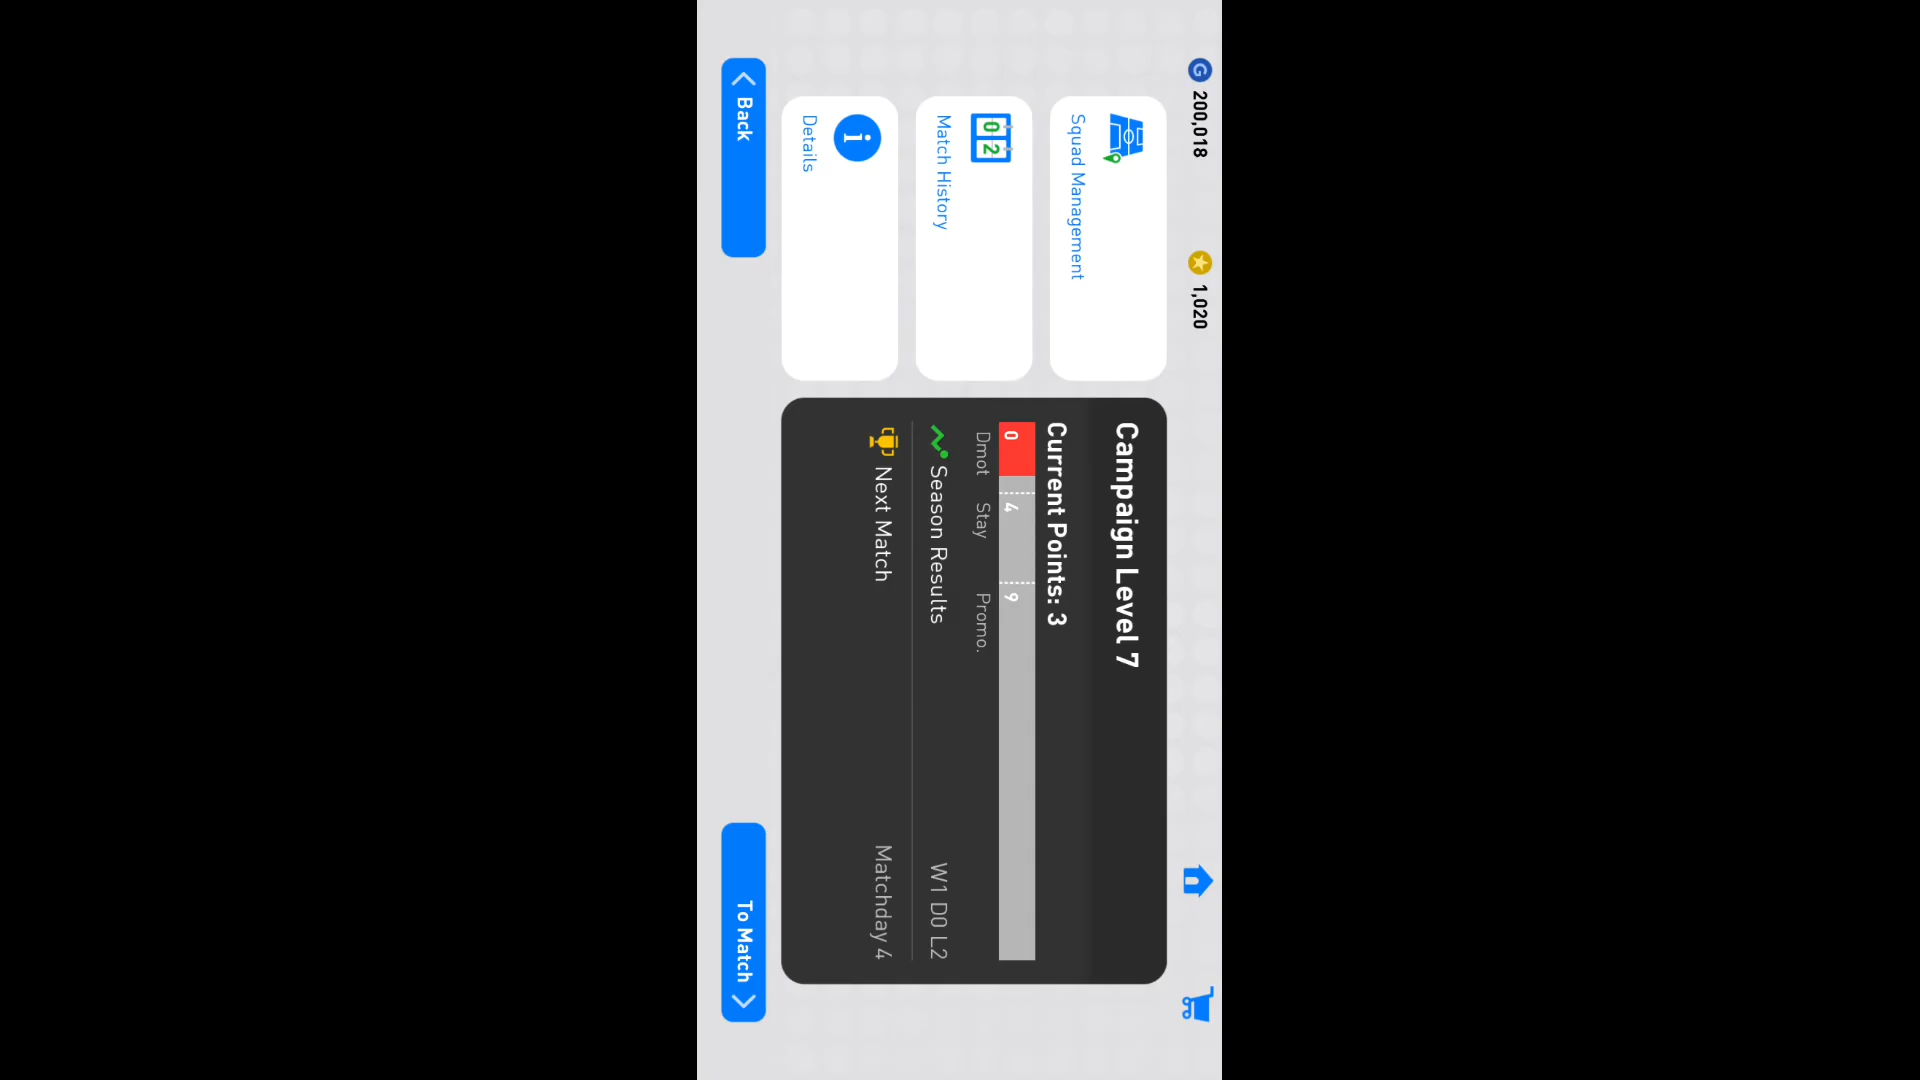 G 200,018
1,020
Squad Management
02
Match History
i
Details
Campaign Level 7
Current Points: 3
0 4 9
Dmot Stay Promo.
Season Results W1 D0 L2
Next Match Matchday 4
Back
To Match